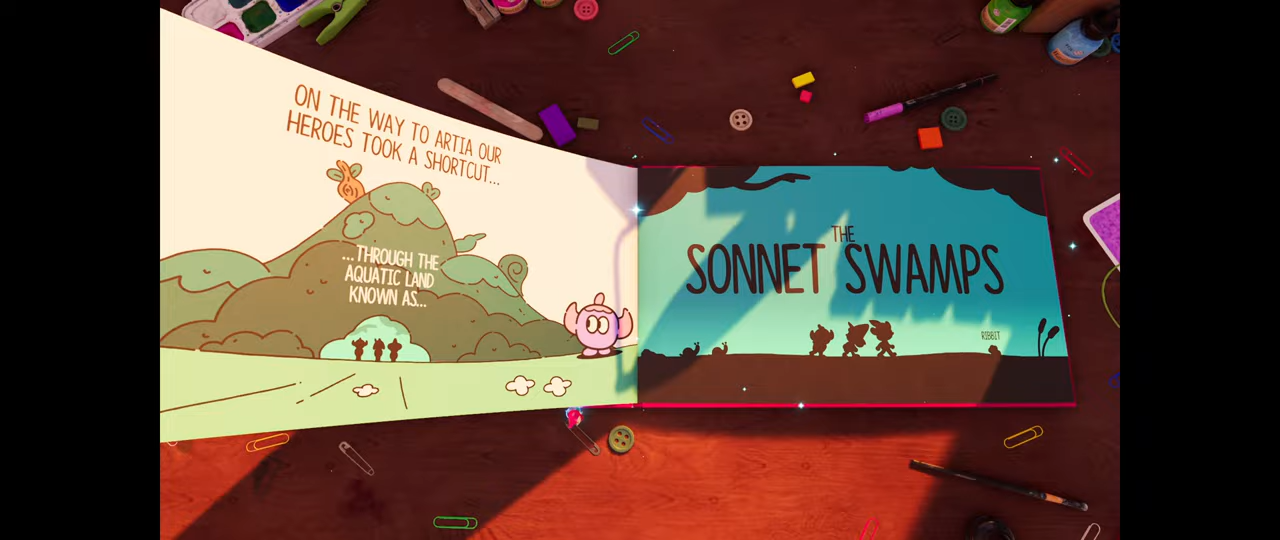 ON THE WAY TO ARTIA OUR
HEROES TOOK A SHORTCUT...
...THROUGH THE
AQUATIC LAND
KNOWN AS...
THE
SONNET SWAMPS
RIBBIT